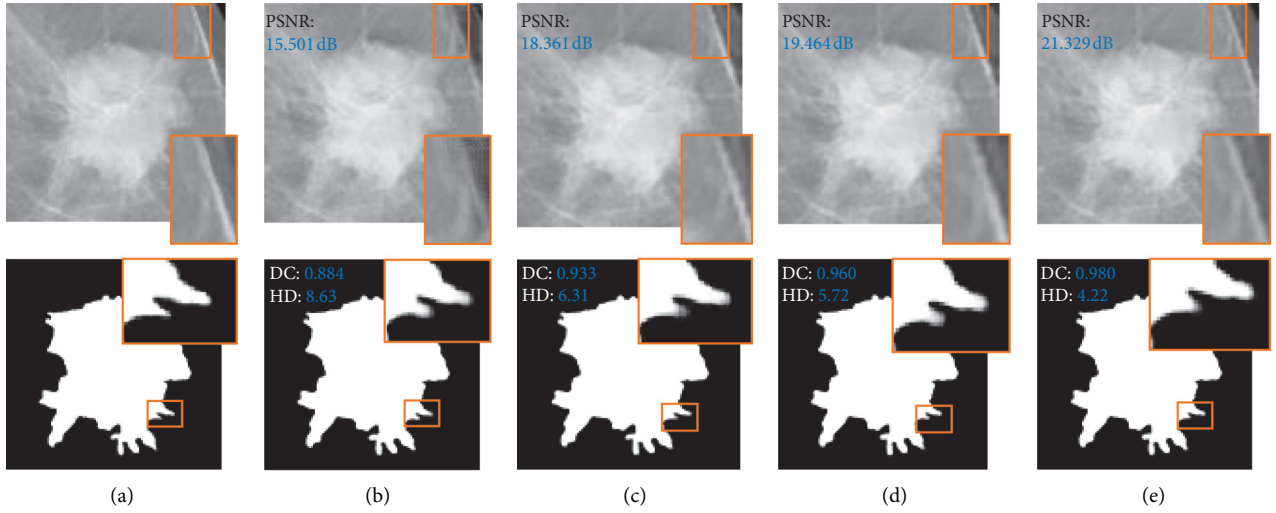 PSNR:
15.501 dB
PSNR:
18.361 dB
PSNR:
19.464 dB
PSNR:
21.329 dB
DC: 0.884
HD: 8.63
DC: 0.933
HD: 6.31
DC: 0.960
HD: 5.72
DC: 0.980
HD: 4.22
(a)
(b)
(c)
(d)
(e)